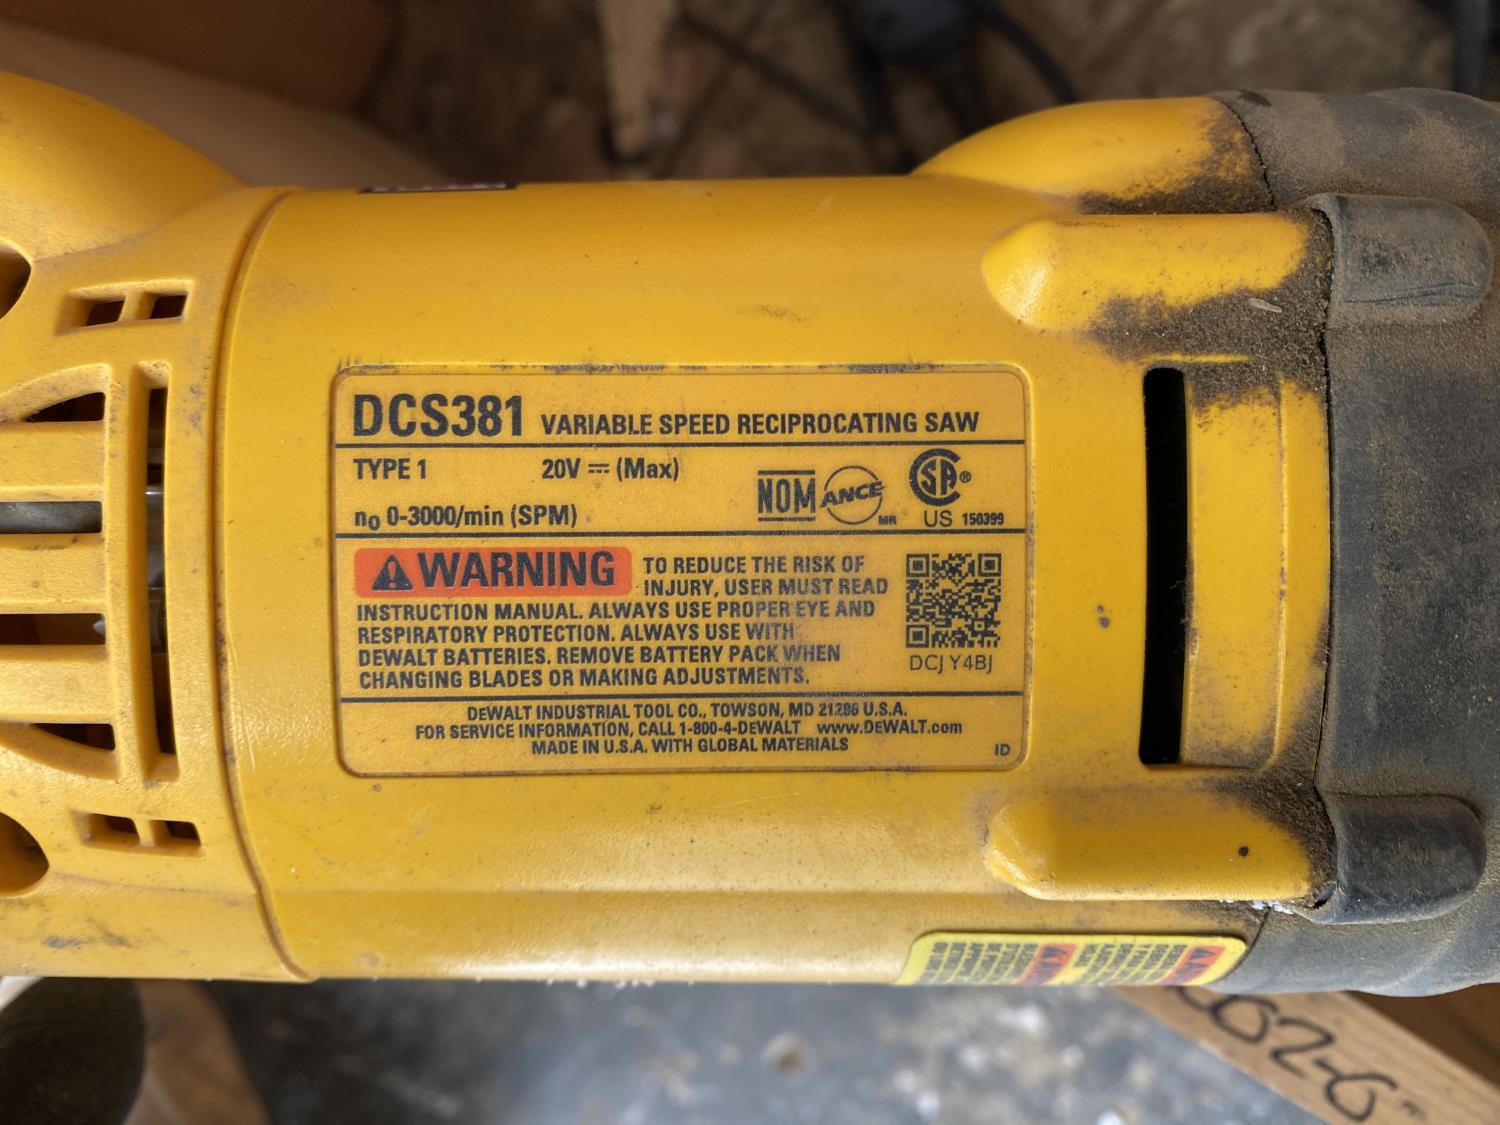 DCS381 VARIABLE SPEED RECIPROCATING SAW
TYPE 1 20V ⎓ (Max)
n₀ 0-3000/min (SPM)
NOM ANCE MR
SA ® US 150399
WARNING TO REDUCE THE RISK OF
INJURY, USER MUST READ
INSTRUCTION MANUAL. ALWAYS USE PROPER EYE AND
RESPIRATORY PROTECTION. ALWAYS USE WITH
DEWALT BATTERIES. REMOVE BATTERY PACK WHEN
CHANGING BLADES OR MAKING ADJUSTMENTS.
DCJ Y4BJ
DEWALT INDUSTRIAL TOOL CO., TOWSON, MD 21286 U.S.A.
FOR SERVICE INFORMATION, CALL 1-800-4-DEWALT www.DEWALT.com
MADE IN U.S.A. WITH GLOBAL MATERIALS
ID